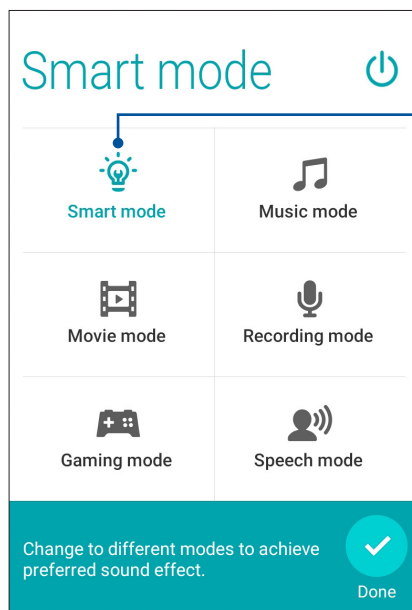 Smart mode
Smart mode
Music mode
Movie mode
Recording mode
Gaming mode
Speech mode
Change to different modes to achieve
preferred sound effect.
Done